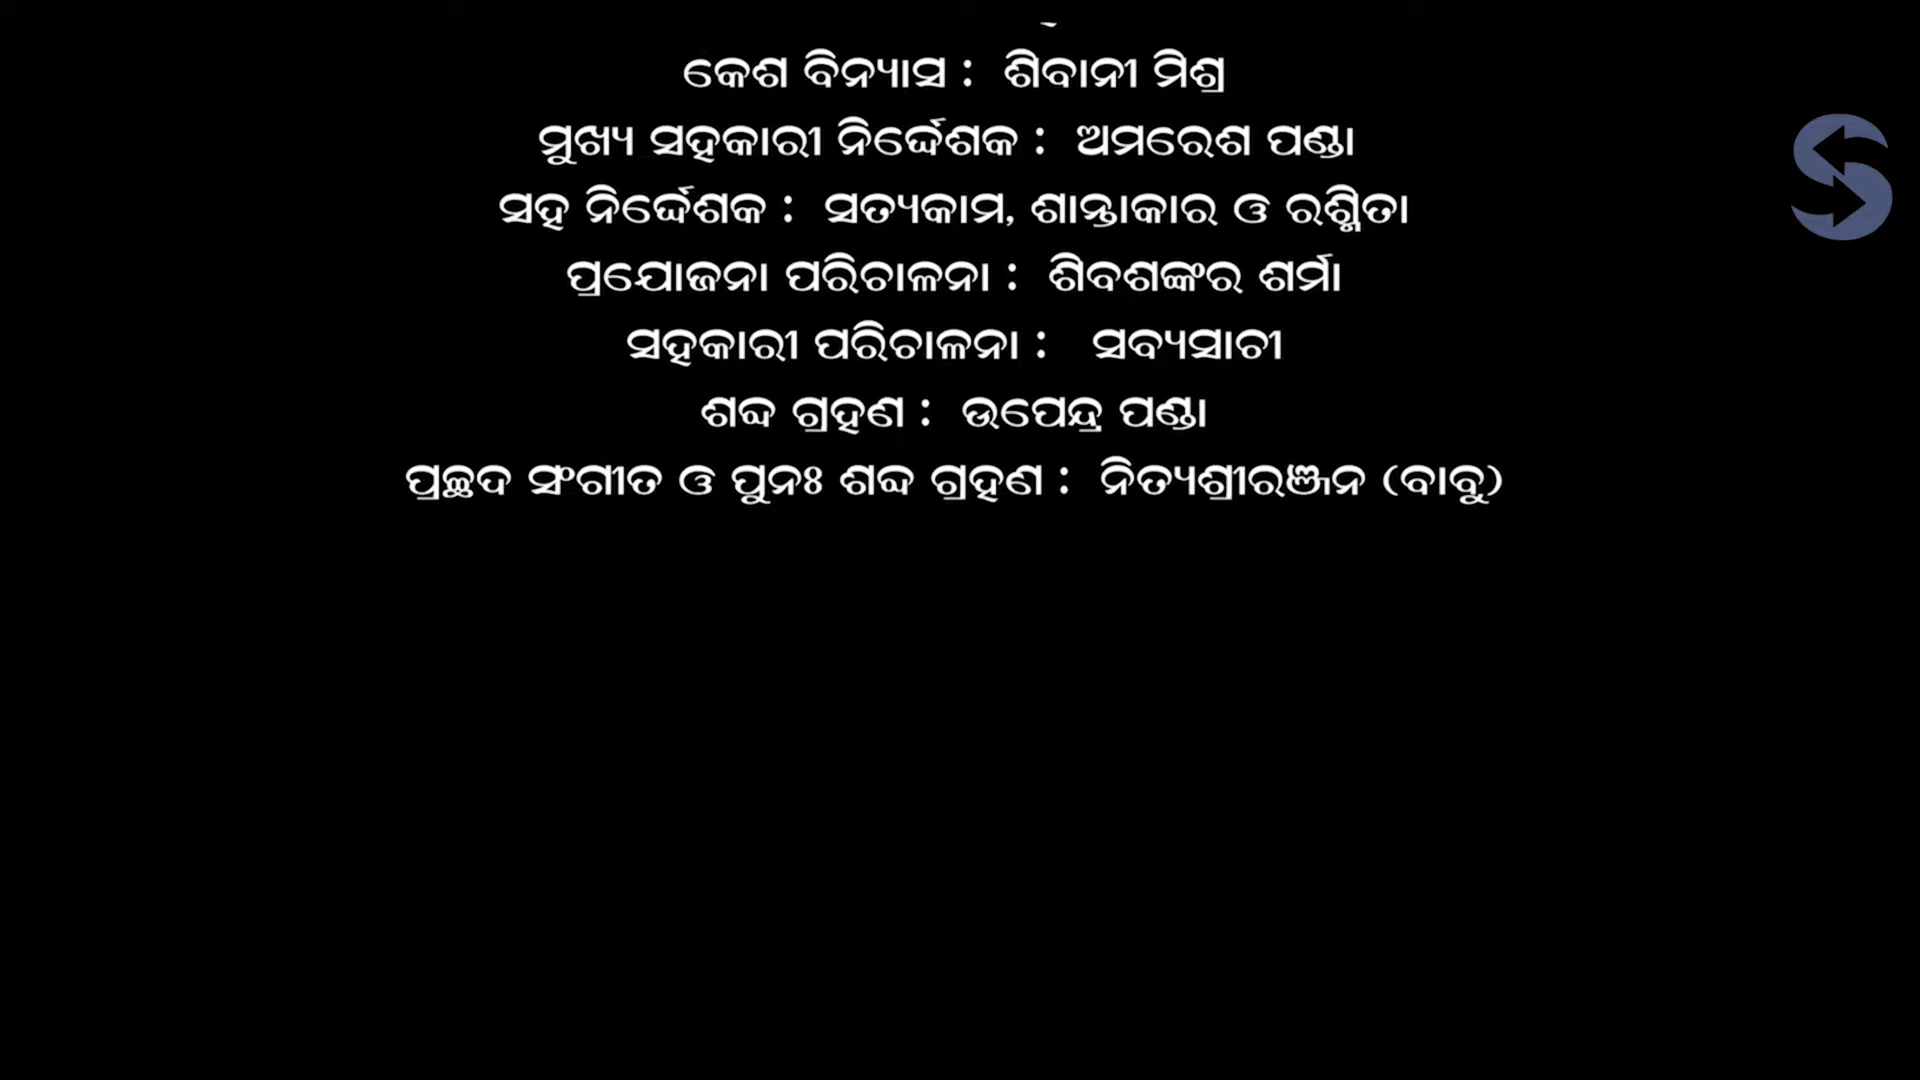 କେଶ ବିନ୍ୟାସ : ଶିବାନୀ ମିଶ୍ର
ମୁଖ୍ୟ ସହକାରୀ ନିର୍ଦ୍ଦେଶକ : ଅମରେଶ ପଣ୍ଡା
ସହ ନିର୍ଦ୍ଦେଶକ : ସତ୍ୟକାମ, ଶାନ୍ତାକାର ଓ ରଶ୍ମିତା
ପ୍ରଯୋଜନା ପରିଚାଳନା : ଶିବଶଙ୍କର ଶର୍ମା
ସହକାରୀ ପରିଚାଳନା : ସବ୍ୟସାଚୀ
ଶବ୍ଦ ଗ୍ରହଣ : ଉପେନ୍ଦ୍ର ପଣ୍ଡା
ପ୍ରଚ୍ଛଦ ସଂଗୀତ ଓ ପୁନଃ ଶବ୍ଦ ଗ୍ରହଣ : ନିତ୍ୟଶ୍ରୀରଞ୍ଜନ (ବାବୁ)